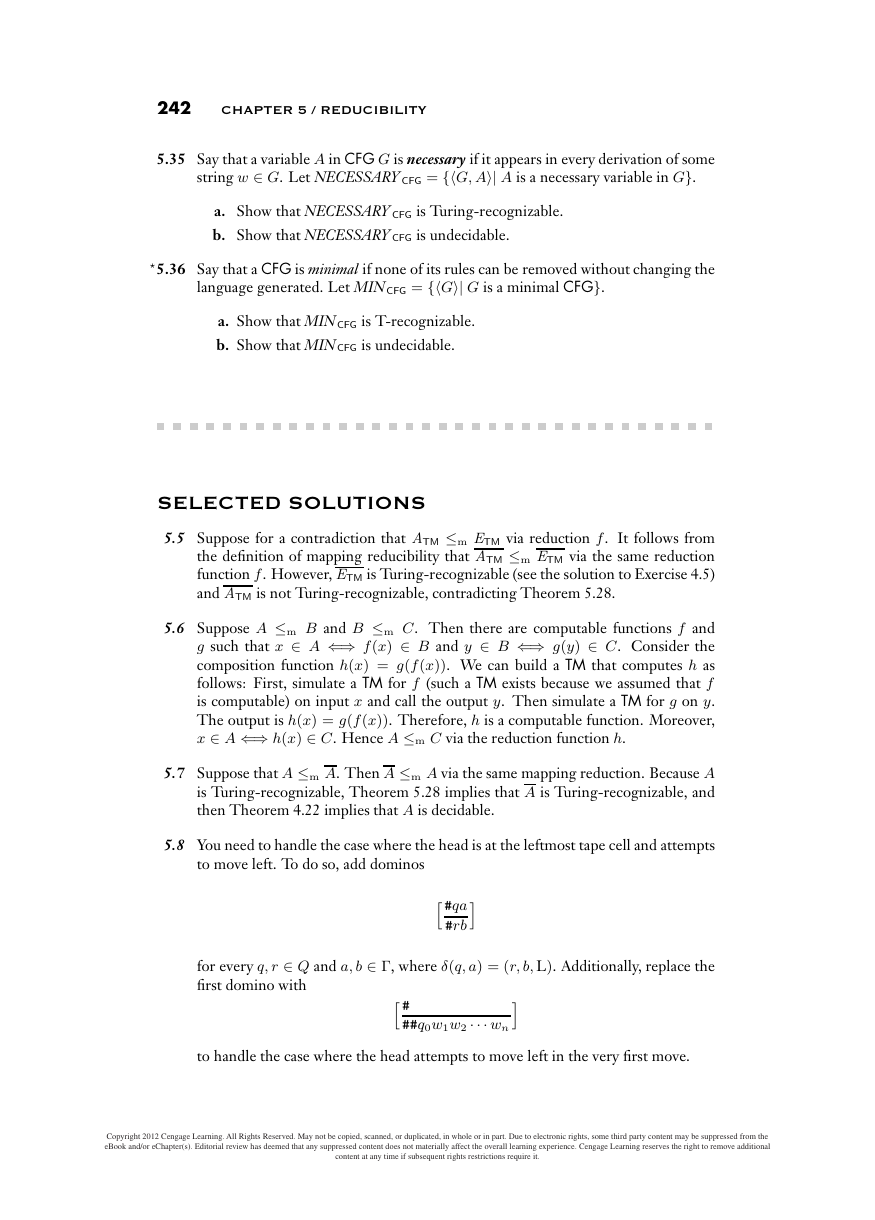 242 CHAPTER 5 / REDUCIBILITY
5.35 Say that a variable A in CFG G is necessary if it appears in every derivation of some
string w ∈ G. Let NECESSARY_CFG = {⟨G, A⟩| A is a necessary variable in G}.
a. Show that NECESSARY_CFG is Turing-recognizable.
b. Show that NECESSARY_CFG is undecidable.
*5.36 Say that a CFG is minimal if none of its rules can be removed without changing the
language generated. Let MIN_CFG = {⟨G⟩| G is a minimal CFG}.
a. Show that MIN_CFG is T-recognizable.
b. Show that MIN_CFG is undecidable.
SELECTED SOLUTIONS
5.5 Suppose for a contradiction that A_TM ≤_m E_TM via reduction f. It follows from
the definition of mapping reducibility that \overline{A_TM} ≤_m \overline{E_TM} via the same reduction
function f. However, \overline{E_TM} is Turing-recognizable (see the solution to Exercise 4.5)
and \overline{A_TM} is not Turing-recognizable, contradicting Theorem 5.28.
5.6 Suppose A ≤_m B and B ≤_m C. Then there are computable functions f and
g such that x ∈ A ⟺ f(x) ∈ B and y ∈ B ⟺ g(y) ∈ C. Consider the
composition function h(x) = g(f(x)). We can build a TM that computes h as
follows: First, simulate a TM for f (such a TM exists because we assumed that f
is computable) on input x and call the output y. Then simulate a TM for g on y.
The output is h(x) = g(f(x)). Therefore, h is a computable function. Moreover,
x ∈ A ⟺ h(x) ∈ C. Hence A ≤_m C via the reduction function h.
5.7 Suppose that A ≤_m \overline{A}. Then \overline{A} ≤_m A via the same mapping reduction. Because A
is Turing-recognizable, Theorem 5.28 implies that \overline{A} is Turing-recognizable, and
then Theorem 4.22 implies that A is decidable.
5.8 You need to handle the case where the head is at the leftmost tape cell and attempts
to move left. To do so, add dominos
#qa
#rb
for every q, r ∈ Q and a, b ∈ Γ, where δ(q, a) = (r, b, L). Additionally, replace the
first domino with
#
##q_0w_1w_2 ··· w_n
to handle the case where the head attempts to move left in the very first move.
Copyright 2012 Cengage Learning. All Rights Reserved. May not be copied, scanned, or duplicated, in whole or in part. Due to electronic rights, some third party content may be suppressed from the
eBook and/or eChapter(s). Editorial review has deemed that any suppressed content does not materially affect the overall learning experience. Cengage Learning reserves the right to remove additional
content at any time if subsequent rights restrictions require it.